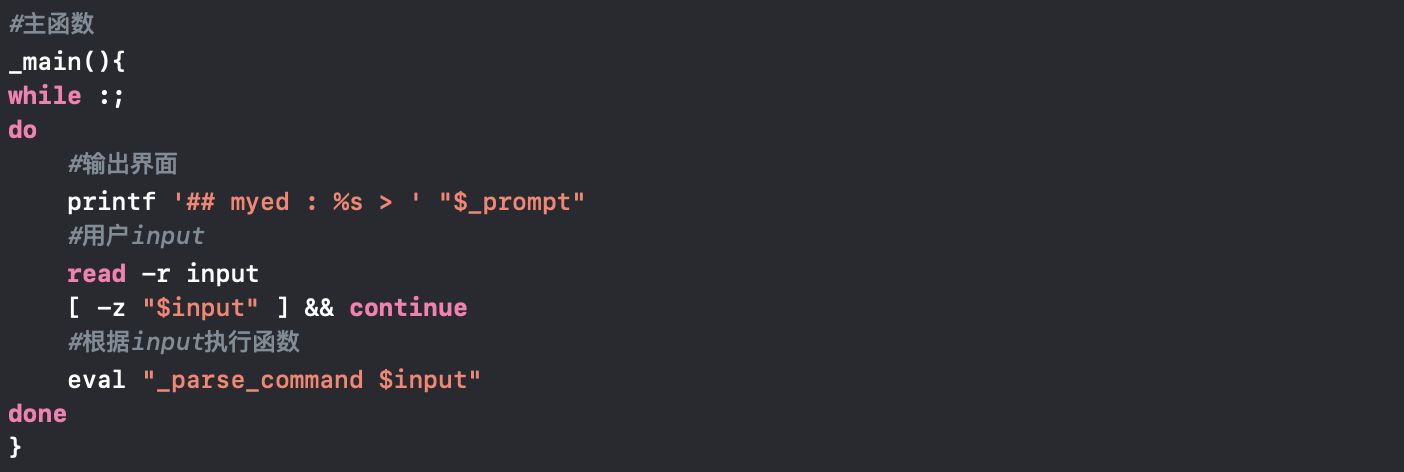 #主函数
_main(){
while :;
do
    #输出界面
    printf '## myed : %s > ' "$_prompt"
    #用户input
    read -r input
    [ -z "$input" ] && continue
    #根据input执行函数
    eval "_parse_command $input"
done
}